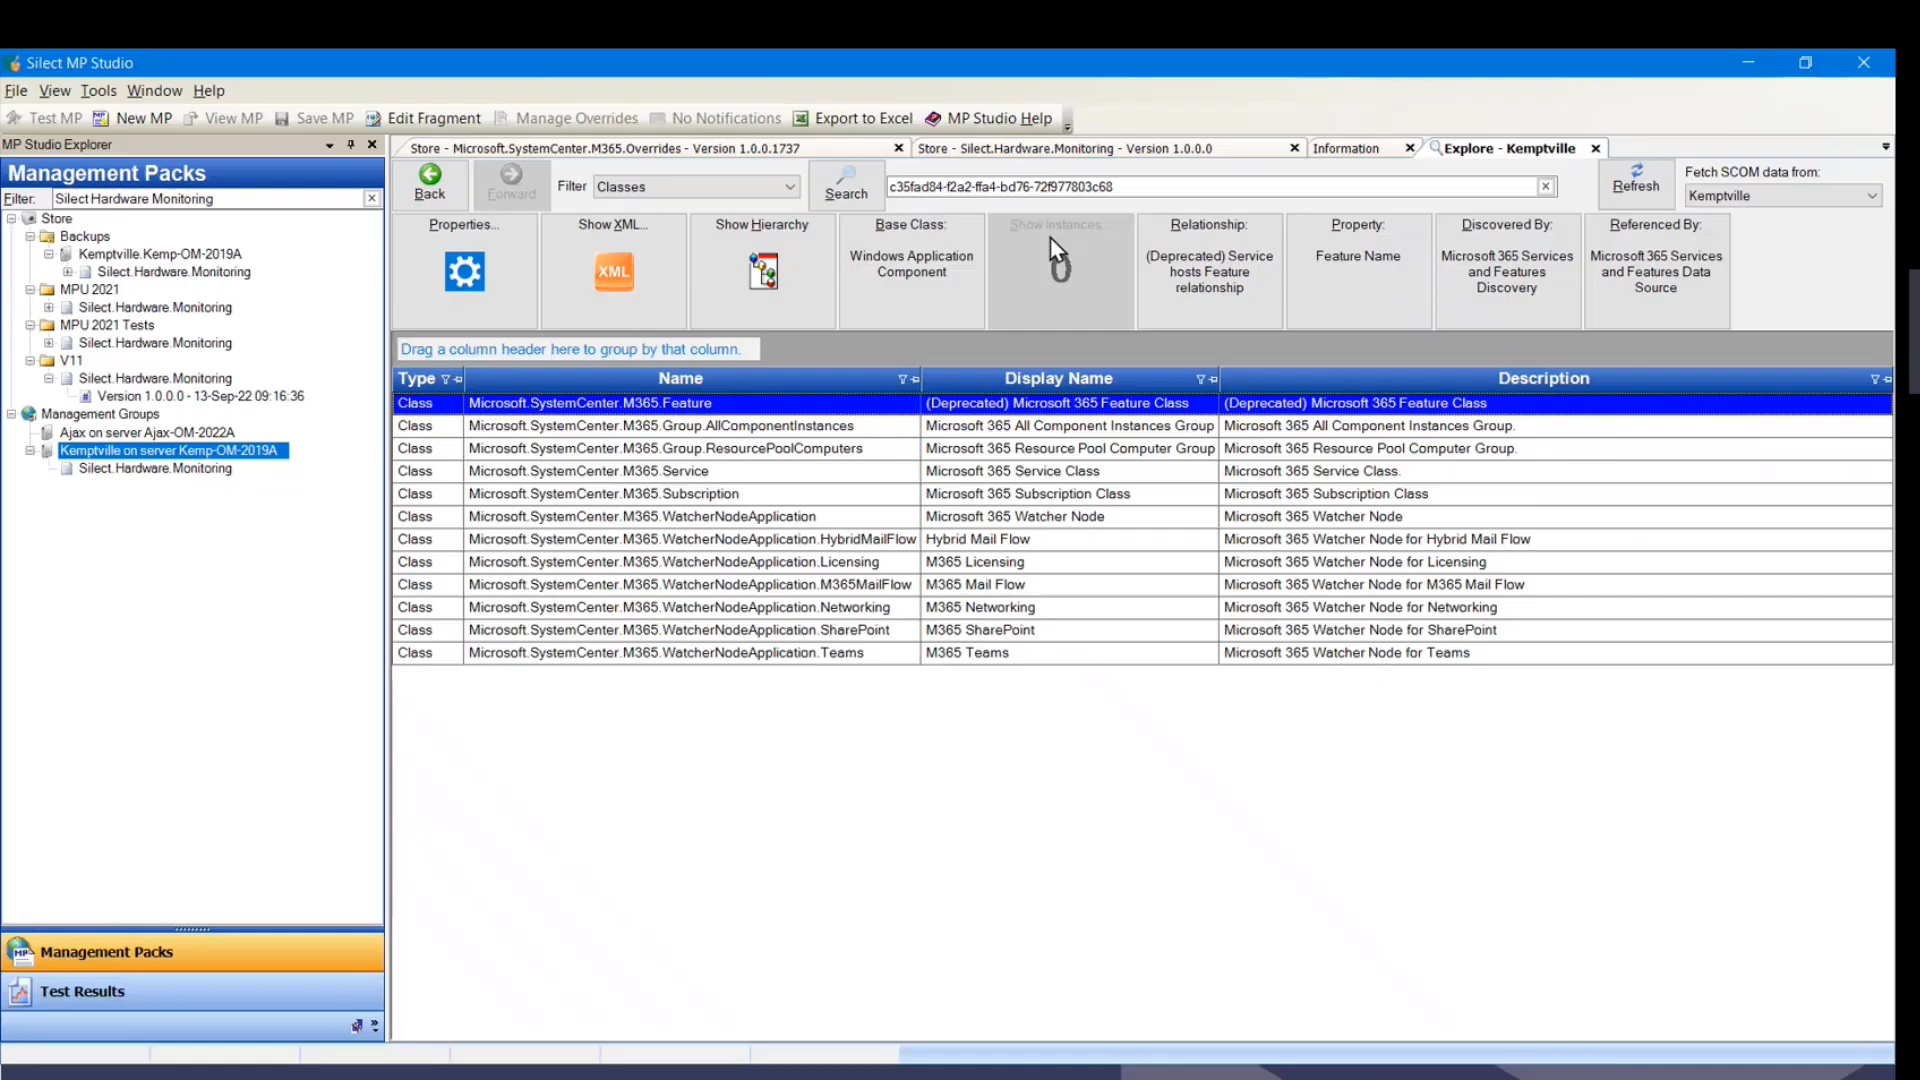 Silect MP Studio
File View Tools Window Help
Test MP New MP View MP Save MP Edit Fragment Manage Overrides No Notifications Export to Excel MP Studio Help
MP Studio Explorer
Management Packs
Filter: Silect Hardware Monitoring
Store
Backups
Kemptville.Kemp-OM-2019A
Silect.Hardware.Monitoring
MPU 2021
Silect.Hardware.Monitoring
MPU 2021 Tests
Silect.Hardware.Monitoring
V11
Silect.Hardware.Monitoring
Version 1.0.0.0 - 13-Sep-22 09:16:36
Management Groups
Ajax on server Ajax-OM-2022A
Kemptville on server Kemp-OM-2019A
Silect.Hardware.Monitoring
Management Packs
Test Results
Store - Microsoft.SystemCenter.M365.Overrides - Version 1.0.0.1737 Store - Silect.Hardware.Monitoring - Version 1.0.0.0 Information Explore - Kemptville
Back Forward Filter Classes Search c35fad84-f2a2-ffa4-bd76-72f977803c68 Refresh Fetch SCOM data from:
Kemptville
Properties... Show XML... Show Hierarchy Base Class: Show Instances... Relationship: Property: Discovered By: Referenced By:
XML
Windows Application
Component
(Deprecated) Service
hosts Feature
relationship
Feature Name
Microsoft 365 Services
and Features
Discovery
Microsoft 365 Services
and Features Data
Source
0
Drag a column header here to group by that column.
Type Name Display Name Description
Class Microsoft.SystemCenter.M365.Feature (Deprecated) Microsoft 365 Feature Class (Deprecated) Microsoft 365 Feature Class
Class Microsoft.SystemCenter.M365.Group.AllComponentInstances Microsoft 365 All Component Instances Group Microsoft 365 All Component Instances Group.
Class Microsoft.SystemCenter.M365.Group.ResourcePoolComputers Microsoft 365 Resource Pool Computer Group Microsoft 365 Resource Pool Computer Group.
Class Microsoft.SystemCenter.M365.Service Microsoft 365 Service Class Microsoft 365 Service Class.
Class Microsoft.SystemCenter.M365.Subscription Microsoft 365 Subscription Class Microsoft 365 Subscription Class
Class Microsoft.SystemCenter.M365.WatcherNodeApplication Microsoft 365 Watcher Node Microsoft 365 Watcher Node
Class Microsoft.SystemCenter.M365.WatcherNodeApplication.HybridMailFlow Hybrid Mail Flow Microsoft 365 Watcher Node for Hybrid Mail Flow
Class Microsoft.SystemCenter.M365.WatcherNodeApplication.Licensing M365 Licensing Microsoft 365 Watcher Node for Licensing
Class Microsoft.SystemCenter.M365.WatcherNodeApplication.M365MailFlow M365 Mail Flow Microsoft 365 Watcher Node for M365 Mail Flow
Class Microsoft.SystemCenter.M365.WatcherNodeApplication.Networking M365 Networking Microsoft 365 Watcher Node for Networking
Class Microsoft.SystemCenter.M365.WatcherNodeApplication.SharePoint M365 SharePoint Microsoft 365 Watcher Node for SharePoint
Class Microsoft.SystemCenter.M365.WatcherNodeApplication.Teams M365 Teams Microsoft 365 Watcher Node for Teams